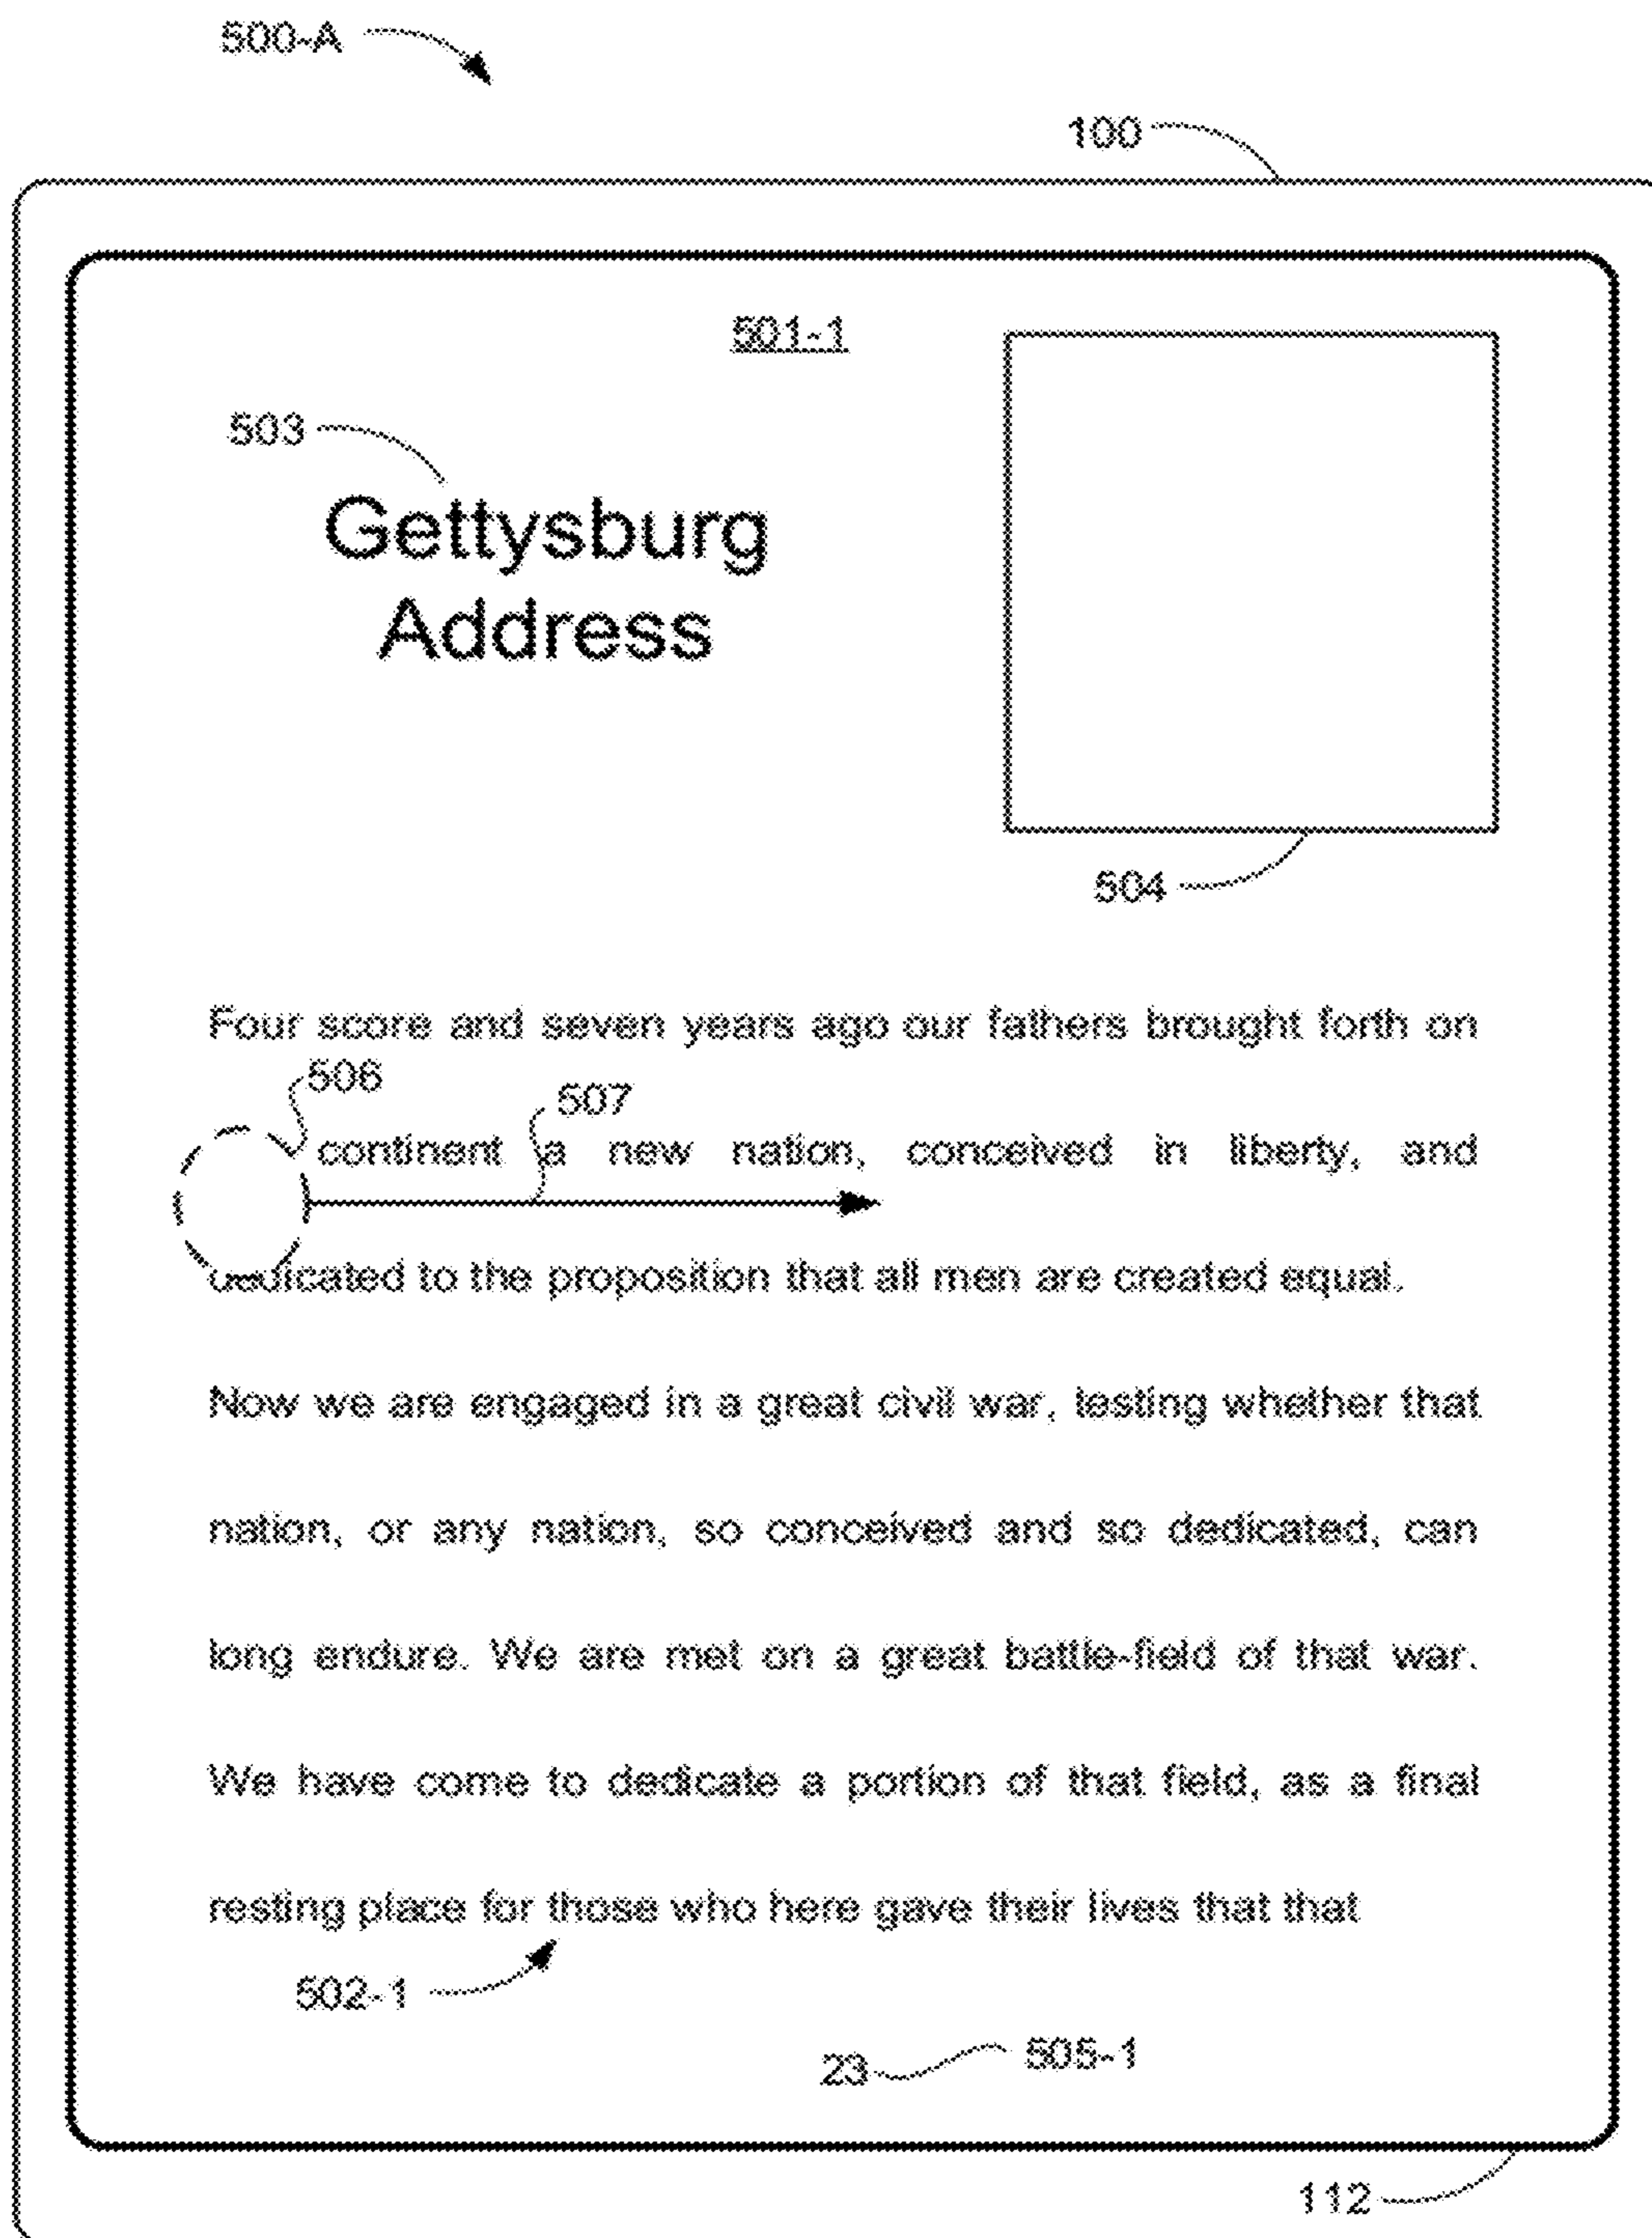 500-A
100
501-1
503
Gettysburg
Address
504
Four score and seven years ago our fathers brought forth on
506
507
continent a new nation, conceived in liberty, and
dedicated to the proposition that all men are created equal.
Now we are engaged in a great civil war, testing whether that
nation, or any nation, so conceived and so dedicated, can
long endure. We are met on a great battle-field of that war.
We have come to dedicate a portion of that field, as a final
resting place for those who here gave their lives that that
502-1
23
505-1
112